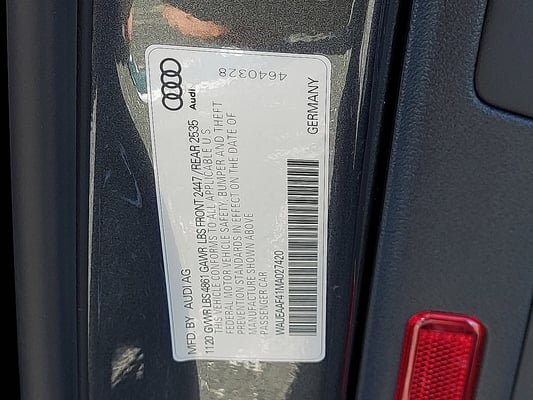 Audi
4640328
MFD. BY AUDI AG
1120 GVWR LBS 4861 GAWR LBS FRONT 2447 /REAR 2535
THIS VEHICLE CONFORMS TO ALL APPLICABLE U.S.
FEDERAL MOTOR VEHICLE SAFETY, BUMPER AND THEFT
PREVENTION STANDARDS IN EFFECT ON THE DATE OF
MANUFACTURE SHOWN ABOVE
PASSENGER CAR
WAUEAAF41MA027420
GERMANY